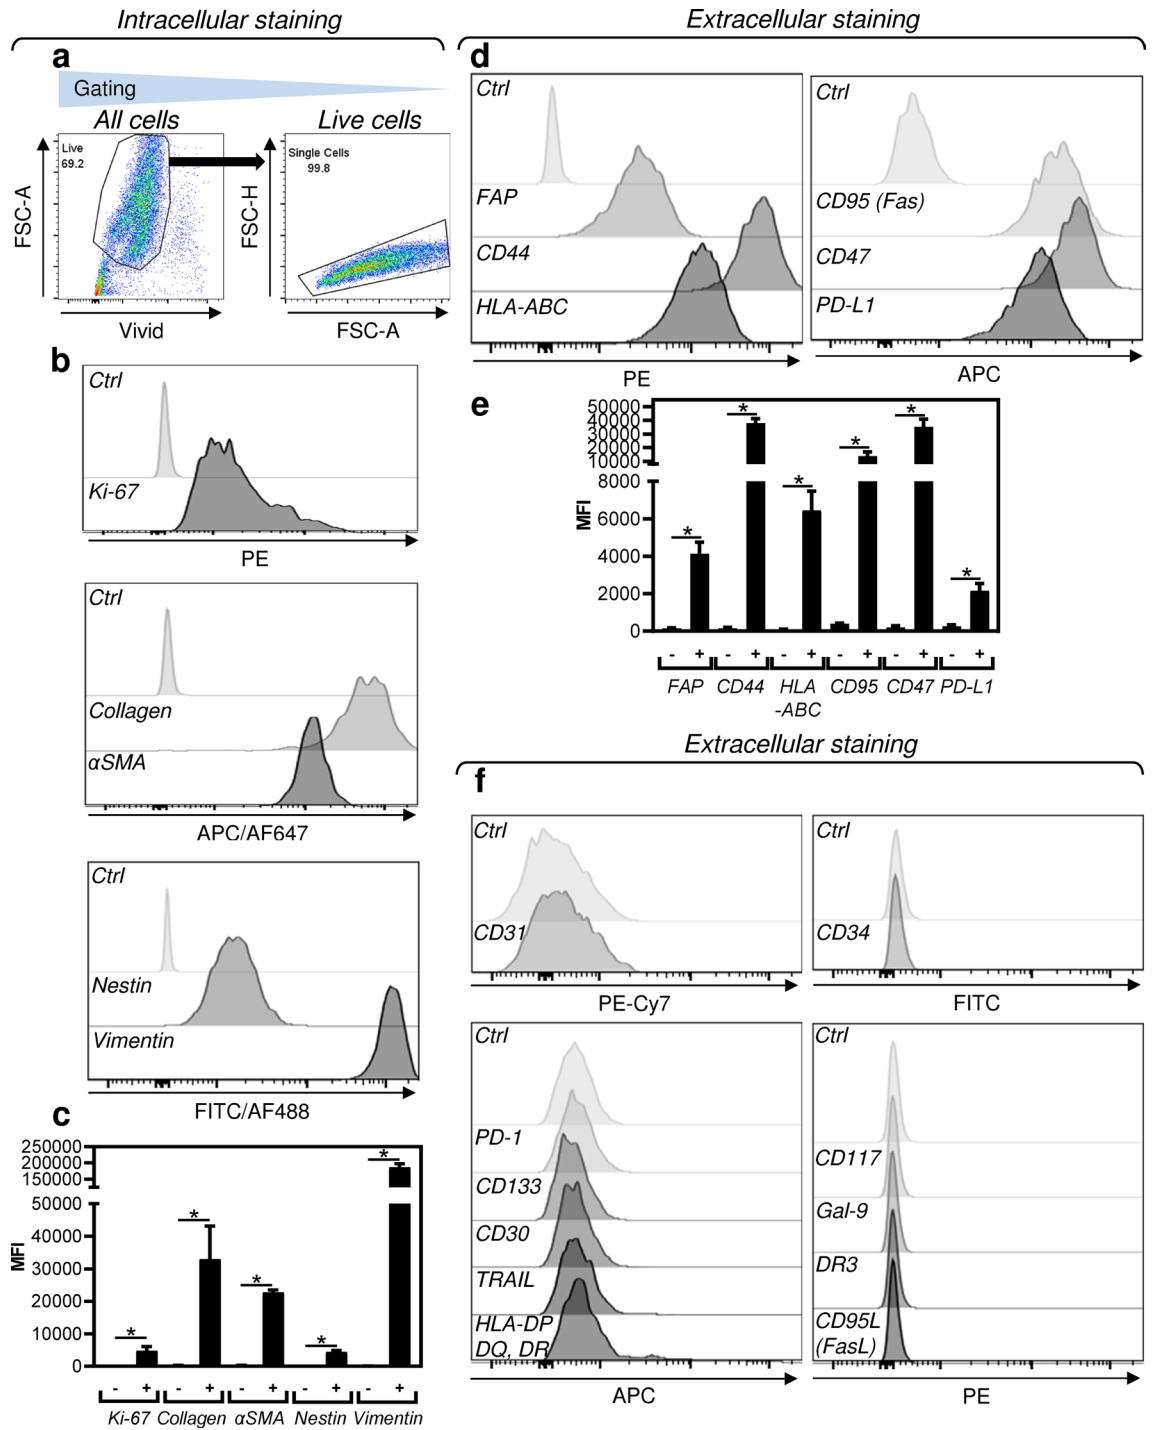 Intracellular staining
a
Gating
All cells
Live cells
Live
69.2
FSC-A
Vivid
Single Cells
99.8
FSC-H
FSC-A
b
Ctrl
Ki-67
PE
Ctrl
Collagen
αSMA
APC/AF647
Ctrl
Nestin
Vimentin
FITC/AF488
c
MFI
250000
200000
150000
50000
40000
30000
20000
10000
0
* * * * *
- + - + - + - + - +
Ki-67 Collagen αSMA Nestin Vimentin
Extracellular staining
d
Ctrl
FAP
CD44
HLA-ABC
PE
Ctrl
CD95 (Fas)
CD47
PD-L1
APC
e
MFI
50000
40000
30000
20000
10000
8000
6000
4000
2000
0
* * * * * *
- + - + - + - + - + - +
FAP CD44 HLA CD95 CD47 PD-L1
-ABC
Extracellular staining
f
Ctrl
CD31
PE-Cy7
Ctrl
CD34
FITC
Ctrl
PD-1
CD133
CD30
TRAIL
HLA-DP
DQ, DR
APC
Ctrl
CD117
Gal-9
DR3
CD95L
(FasL)
PE